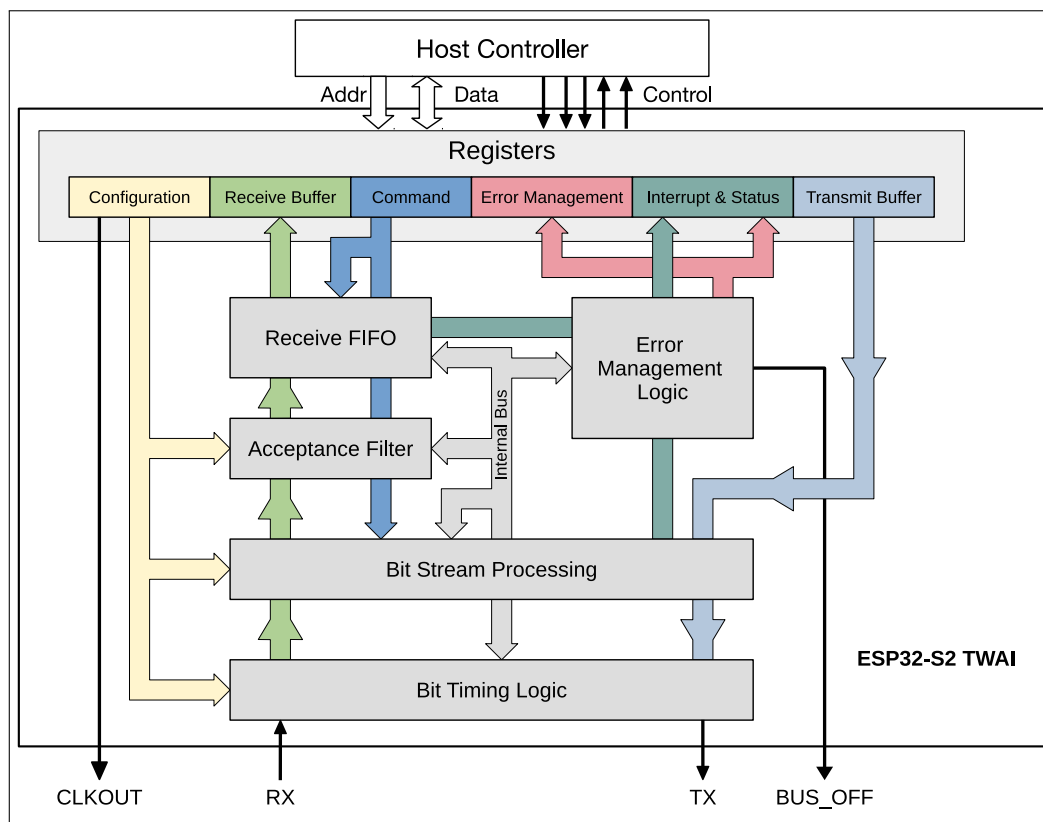 Host Controller
Addr
Data
Control
Registers
Configuration
Receive Buffer
Command
Error Management
Interrupt & Status
Transmit Buffer
Receive FIFO
Error
Management
Logic
Internal Bus
Acceptance Filter
Bit Stream Processing
ESP32-S2 TWAI
Bit Timing Logic
CLKOUT
RX
TX
BUS_OFF